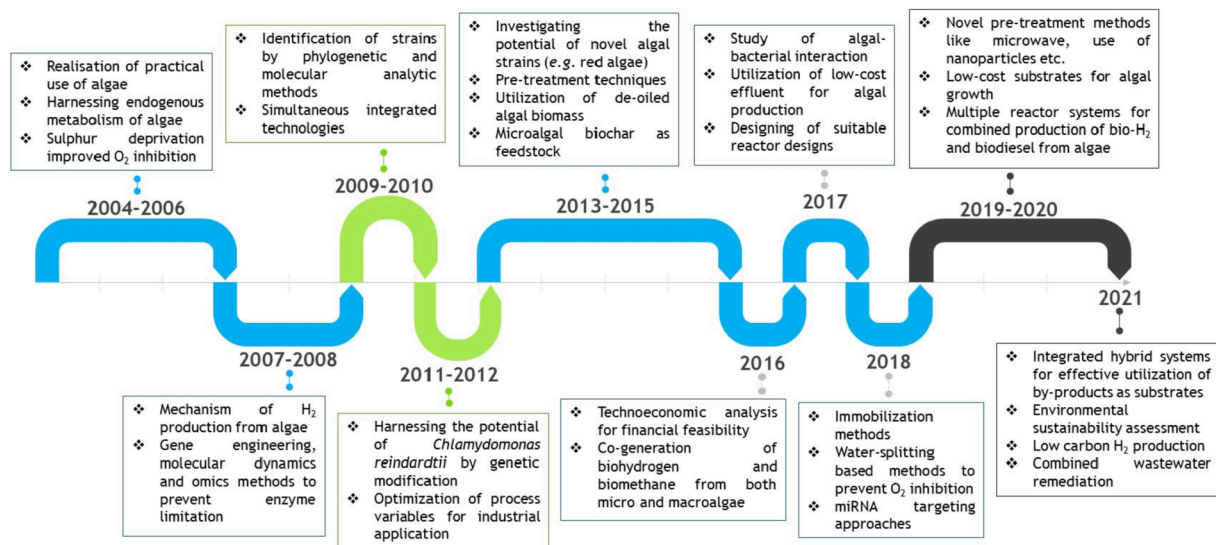 ❖ Realisation of practical
use of algae
❖ Harnessing endogenous
metabolism of algae
❖ Sulphur deprivation
improved O₂ inhibition
2004-2006
❖ Identification of strains
by phylogenetic and
molecular analytic
methods
❖ Simultaneous integrated
technologies
2009-2010
❖ Investigating the
potential of novel algal
strains (e.g. red algae)
❖ Pre-treatment techniques
❖ Utilization of de-oiled
algal biomass
❖ Microalgal biochar as
feedstock
2013-2015
❖ Study of algal-
bacterial interaction
❖ Utilization of low-cost
effluent for algal
production
❖ Designing of suitable
reactor designs
2017
❖ Novel pre-treatment methods
like microwave, use of
nanoparticles etc.
❖ Low-cost substrates for algal
growth
❖ Multiple reactor systems for
combined production of bio-H₂
and biodiesel from algae
2019-2020
2007-2008
❖ Mechanism of H₂
production from algae
❖ Gene engineering,
molecular dynamics
and omics methods to
prevent enzyme
limitation
2011-2012
❖ Harnessing the potential
of Chlamydomonas
reindardtii by genetic
modification
❖ Optimization of process
variables for industrial
application
2016
❖ Technoeconomic analysis
for financial feasibility
❖ Co-generation of
biohydrogen and
biomethane from both
micro and macroalgae
2018
❖ Immobilization
methods
❖ Water-splitting
based methods to
prevent O₂ inhibition
❖ miRNA targeting
approaches
2021
❖ Integrated hybrid systems
for effective utilization of
by-products as substrates
❖ Environmental
sustainability assessment
❖ Low carbon H₂ production
❖ Combined wastewater
remediation